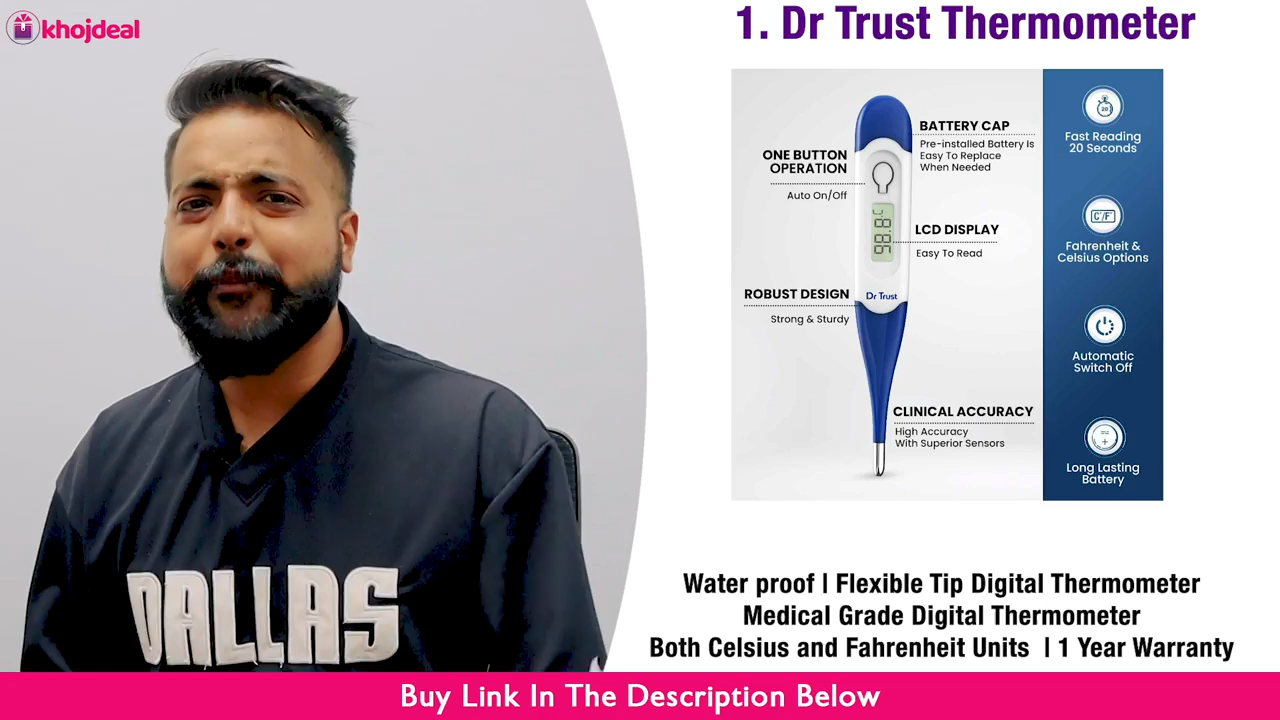 khojdeal
1. Dr Trust Thermometer
BATTERY CAP
Pre-installed Battery Is
Easy To Replace
When Needed
ONE BUTTON
OPERATION
Auto On/Off
98.8°C
LCD DISPLAY
Easy To Read
ROBUST DESIGN
Strong & Sturdy
Dr Trust
CLINICAL ACCURACY
High Accuracy
With Superior Sensors
20
Fast Reading
20 Seconds
C°/F°
Fahrenheit &
Celsius Options
Automatic
Switch Off
Long Lasting
Battery
DALLAS
Water proof | Flexible Tip Digital Thermometer
Medical Grade Digital Thermometer
Both Celsius and Fahrenheit Units | 1 Year Warranty
Buy Link In The Description Below